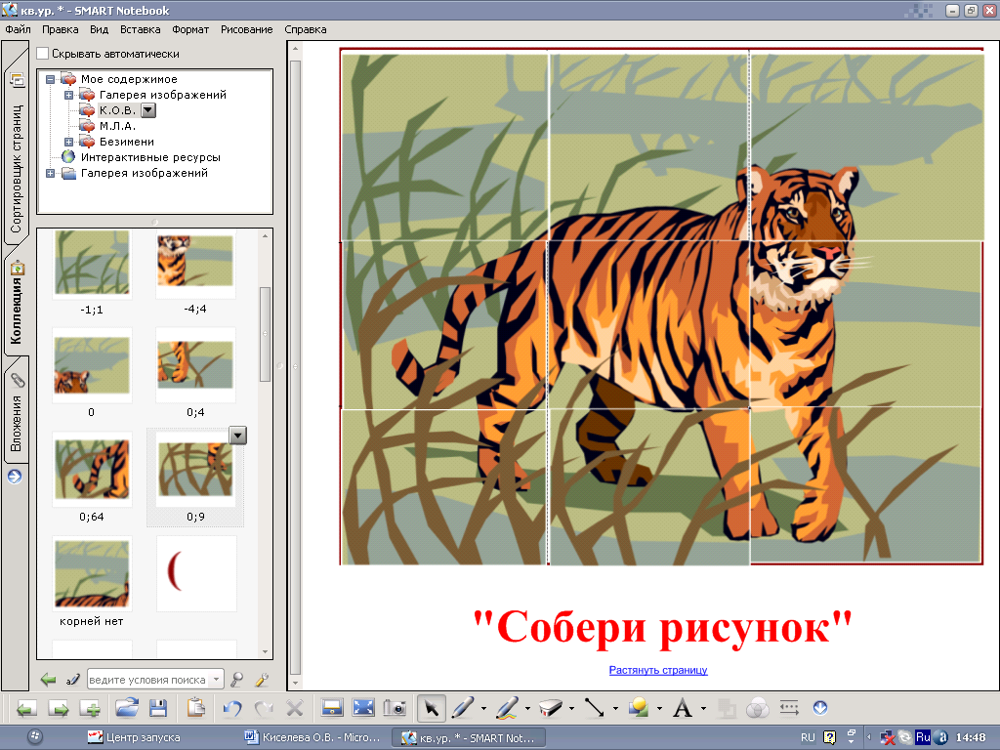 кв.ур. * - SMART Notebook
Файл Правка Вид Вставка Формат Рисование Справка
Скрывать автоматически
Мое содержимое
Галерея изображений
К.О.В.
М.Л.А.
Безимени
Интерактивные ресурсы
Галерея изображений
Сортировщик страниц
Коллекция
Вложения
-1;1 -4;4
0 0;4
0;64 0;9
корней нет
ведите условия поиска
"Собери рисунок"
Растянуть страницу
Центр запуска Киселева О.В. - Micro... кв.ур. * - SMART Not... RU Ru 14:48